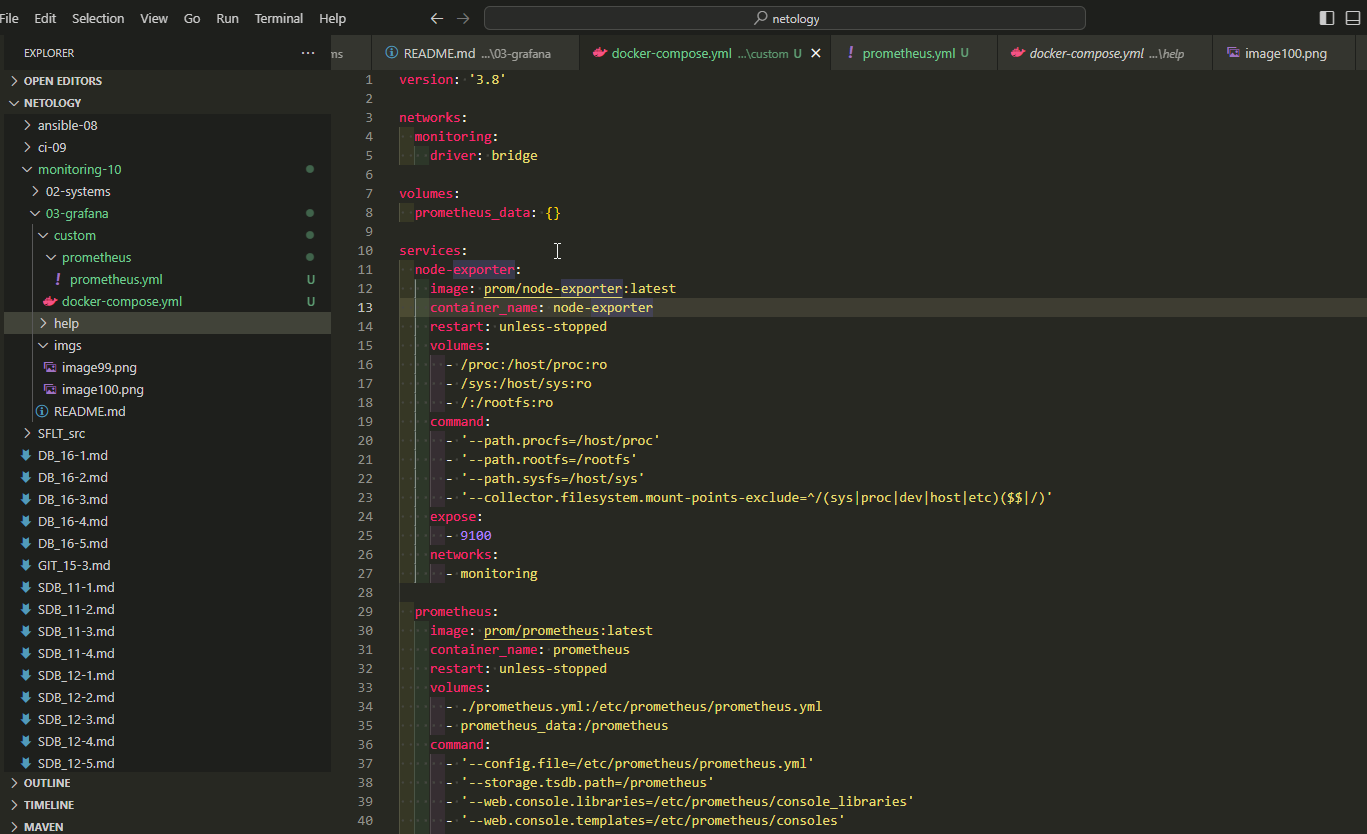 File Edit Selection View Go Run Terminal Help
netology
EXPLORER
ms
README.md ...\03-grafana
docker-compose.yml ...\custom U
prometheus.yml U
docker-compose.yml ...\help
image100.png
OPEN EDITORS
NETOLOGY
ansible-08
ci-09
monitoring-10
02-systems
03-grafana
custom
prometheus
prometheus.yml U
docker-compose.yml U
help
imgs
image99.png
image100.png
README.md
SFLT_src
DB_16-1.md
DB_16-2.md
DB_16-3.md
DB_16-4.md
DB_16-5.md
GIT_15-3.md
SDB_11-1.md
SDB_11-2.md
SDB_11-3.md
SDB_11-4.md
SDB_12-1.md
SDB_12-2.md
SDB_12-3.md
SDB_12-4.md
SDB_12-5.md
OUTLINE
TIMELINE
MAVEN
1 version: '3.8'
2
3 networks:
4   monitoring:
5     driver: bridge
6
7 volumes:
8   prometheus_data: {}
9
10 services:
11   node-exporter:
12     image: prom/node-exporter:latest
13     container_name: node-exporter
14     restart: unless-stopped
15     volumes:
16       - /proc:/host/proc:ro
17       - /sys:/host/sys:ro
18       - /:/rootfs:ro
19     command:
20       - '--path.procfs=/host/proc'
21       - '--path.rootfs=/rootfs'
22       - '--path.sysfs=/host/sys'
23       - '--collector.filesystem.mount-points-exclude=^/(sys|proc|dev|host|etc)($$|/)'
24     expose:
25       - 9100
26     networks:
27       - monitoring
28
29   prometheus:
30     image: prom/prometheus:latest
31     container_name: prometheus
32     restart: unless-stopped
33     volumes:
34       - ./prometheus.yml:/etc/prometheus/prometheus.yml
35       - prometheus_data:/prometheus
36     command:
37       - '--config.file=/etc/prometheus/prometheus.yml'
38       - '--storage.tsdb.path=/prometheus'
39       - '--web.console.libraries=/etc/prometheus/console_libraries'
40       - '--web.console.templates=/etc/prometheus/consoles'